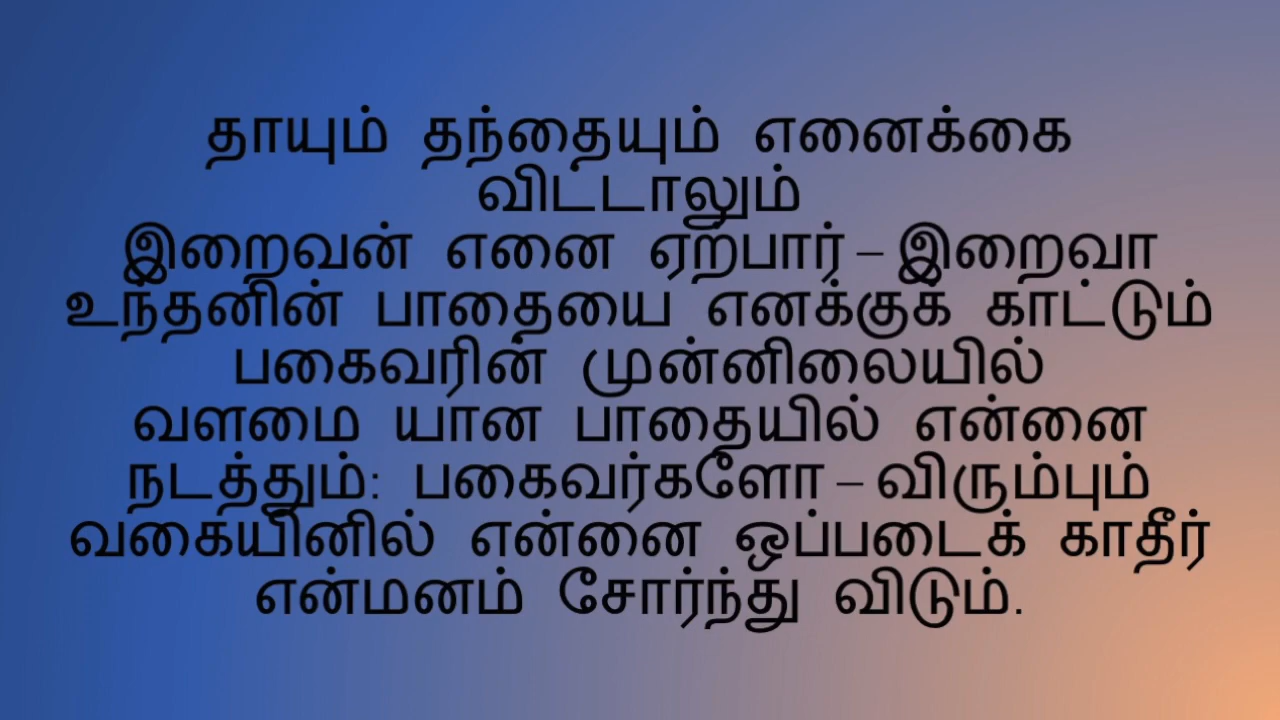 தாயும் தந்தையும் எனைக்கை
விட்டாலும்
இறைவன் எனை ஏற்பார் – இறைவா
உந்தனின் பாதையை எனக்குக் காட்டும்
பகைவரின் முன்னிலையில்
வளமை யான பாதையில் என்னை
நடத்தும்: பகைவர்களோ – விரும்பும்
வகையினில் என்னை ஒப்படைக் காதீர்
என்மனம் சோர்ந்து விடும்.